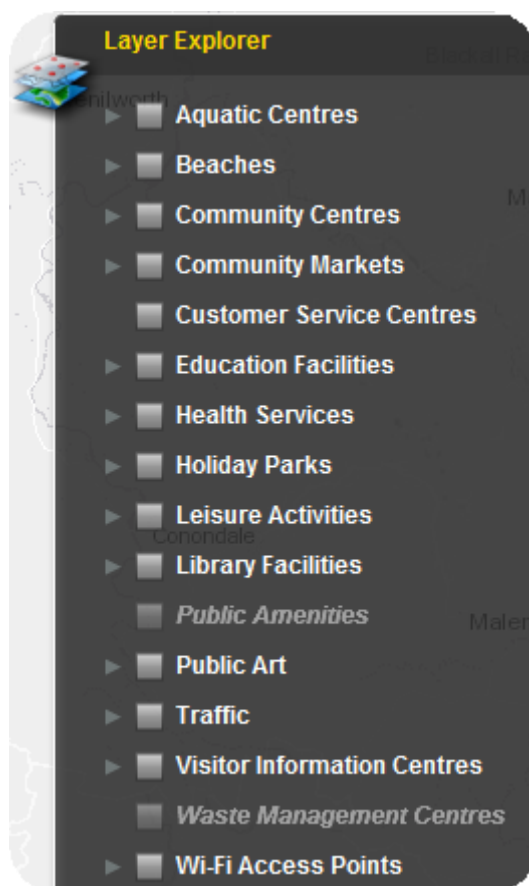 Layer Explorer
Aquatic Centres
Beaches
Community Centres
Community Markets
Customer Service Centres
Education Facilities
Health Services
Holiday Parks
Leisure Activities
Conondale
Library Facilities
Public Amenities
Public Art
Traffic
Visitor Information Centres
Waste Management Centres
Wi-Fi Access Points